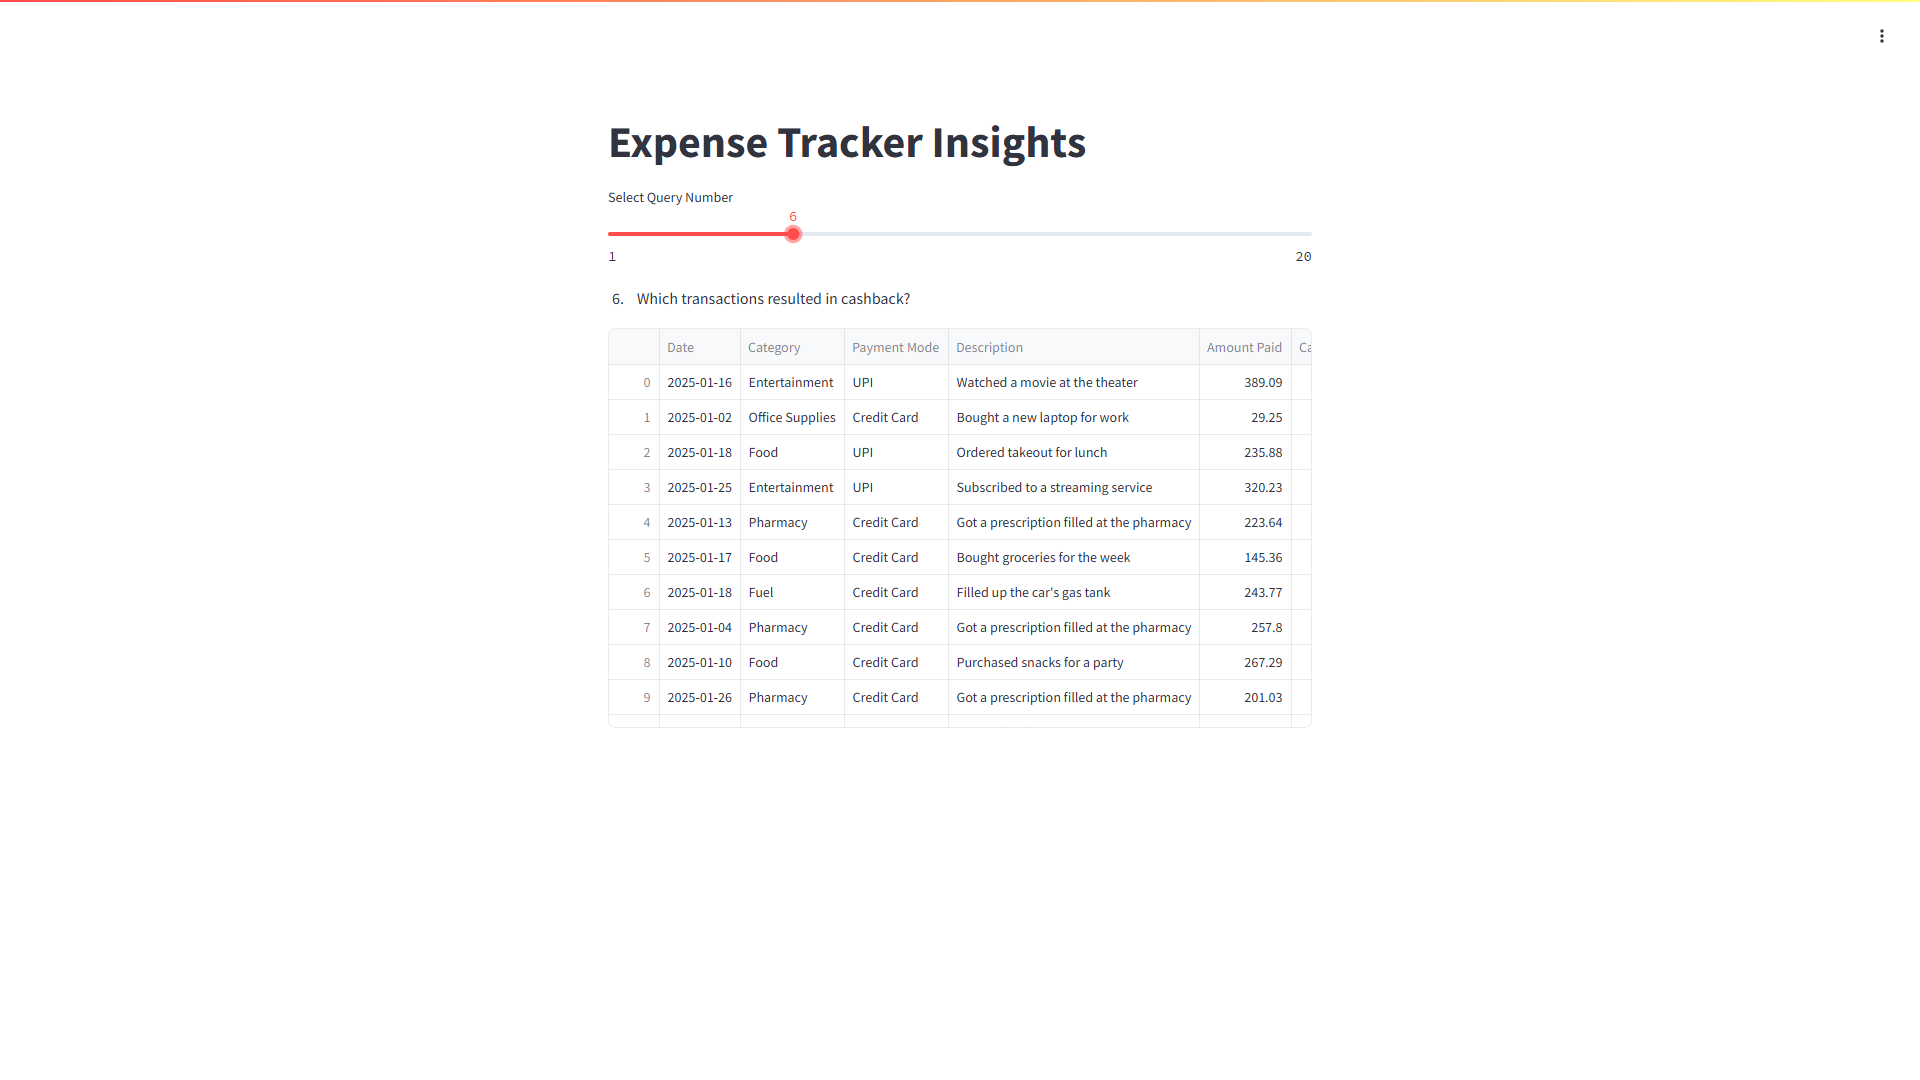 Expense Tracker Insights
Select Query Number
6
1 20
6. Which transactions resulted in cashback?
Date Category Payment Mode Description Amount Paid Ca
0 2025-01-16 Entertainment UPI Watched a movie at the theater 389.09
1 2025-01-02 Office Supplies Credit Card Bought a new laptop for work 29.25
2 2025-01-18 Food UPI Ordered takeout for lunch 235.88
3 2025-01-25 Entertainment UPI Subscribed to a streaming service 320.23
4 2025-01-13 Pharmacy Credit Card Got a prescription filled at the pharmacy 223.64
5 2025-01-17 Food Credit Card Bought groceries for the week 145.36
6 2025-01-18 Fuel Credit Card Filled up the car's gas tank 243.77
7 2025-01-04 Pharmacy Credit Card Got a prescription filled at the pharmacy 257.8
8 2025-01-10 Food Credit Card Purchased snacks for a party 267.29
9 2025-01-26 Pharmacy Credit Card Got a prescription filled at the pharmacy 201.03